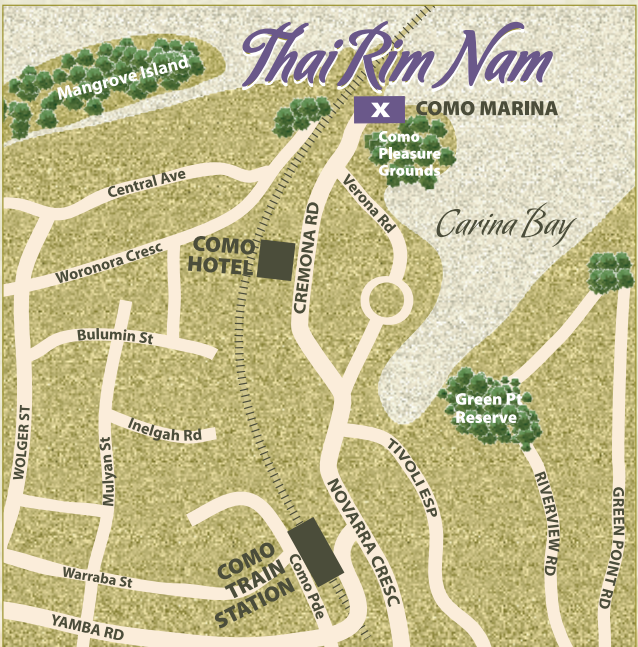 Thai Rim Nam
Mangrove Island
X
COMO MARINA
Como
Pleasure
Grounds
Central Ave
Verona Rd
Carina Bay
Woronora Cresc
COMO
HOTEL
CREMONA RD
Bulumin St
Green Pt
Reserve
WOLGER ST
Mulyan St
Inelgah Rd
TIVOLI ESP
NOVARRA CRESC
RIVERVIEW RD
GREEN POINT RD
COMO
TRAIN
STATION
Como Pde
Warraba St
YAMBA RD